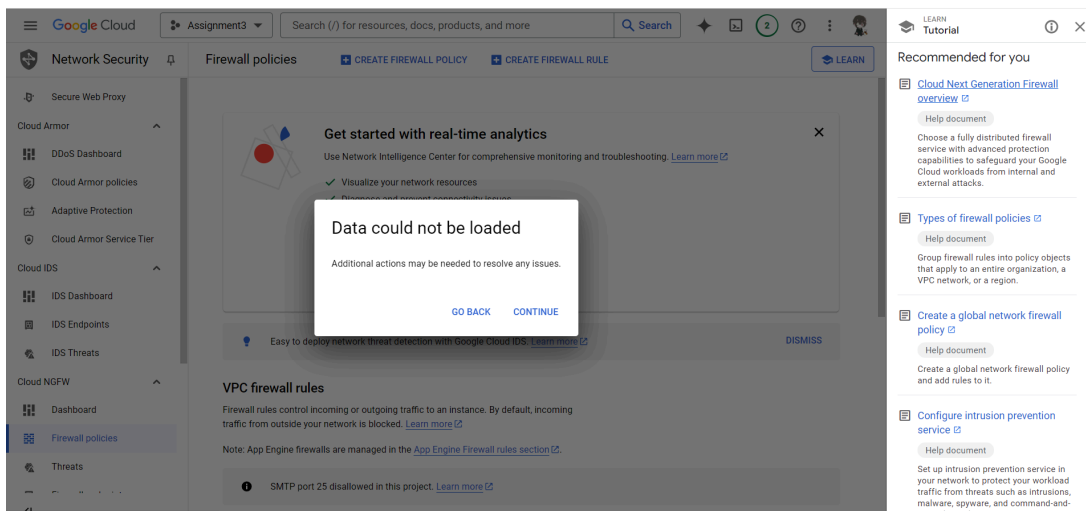 Google Cloud
Assignment3
Search (/) for resources, docs, products, and more
Search
2
Network Security
Firewall policies
CREATE FIREWALL POLICY
CREATE FIREWALL RULE
LEARN
Secure Web Proxy
Cloud Armor
DDoS Dashboard
Cloud Armor policies
Adaptive Protection
Cloud Armor Service Tier
Cloud IDS
IDS Dashboard
IDS Endpoints
IDS Threats
Cloud NGFW
Dashboard
Firewall policies
Threats
Get started with real-time analytics
Use Network Intelligence Center for comprehensive monitoring and troubleshooting. Learn more
Visualize your network resources
Diagnose and prevent connectivity issues
Data could not be loaded
Additional actions may be needed to resolve any issues.
GO BACK
CONTINUE
Easy to deploy network threat detection with Google Cloud IDS. Learn more
DISMISS
VPC firewall rules
Firewall rules control incoming or outgoing traffic to an instance. By default, incoming
traffic from outside your network is blocked. Learn more
Note: App Engine firewalls are managed in the App Engine Firewall rules section.
SMTP port 25 disallowed in this project. Learn more
LEARN
Tutorial
Recommended for you
Cloud Next Generation Firewall
overview
Help document
Choose a fully distributed firewall
service with advanced protection
capabilities to safeguard your Google
Cloud workloads from internal and
external attacks.
Types of firewall policies
Help document
Group firewall rules into policy objects
that apply to an entire organization, a
VPC network, or a region.
Create a global network firewall
policy
Help document
Create a global network firewall policy
and add rules to it.
Configure intrusion prevention
service
Help document
Set up intrusion prevention service in
your network to protect your workload
traffic from threats such as intrusions,
malware, spyware, and command-and-